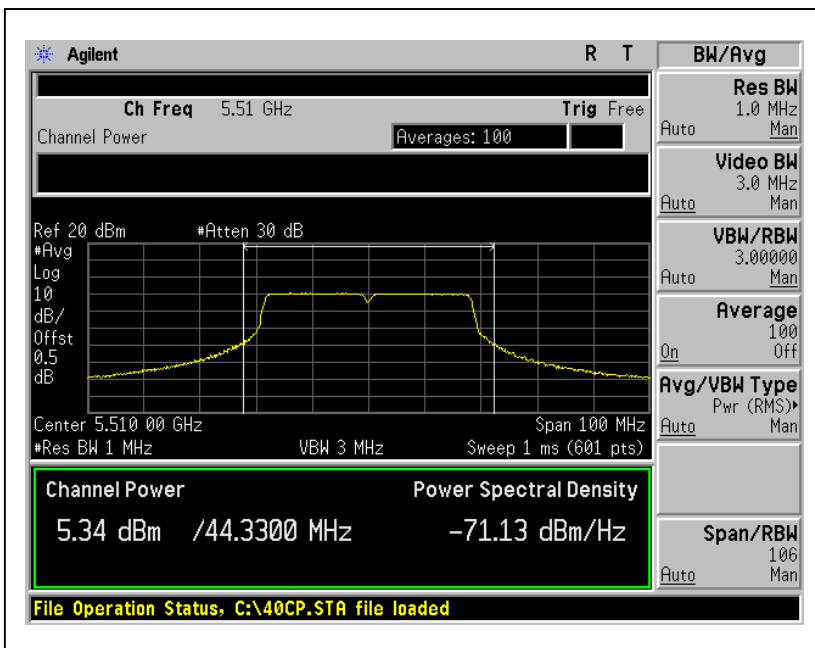 Agilent R T
Ch Freq 5.51 GHz Trig Free
Channel Power Averages: 100
Ref 20 dBm #Atten 30 dB
#Avg
Log
10
dB/
Offst
0.5
dB
Center 5.510 00 GHz Span 100 MHz
#Res BW 1 MHz VBW 3 MHz Sweep 1 ms (601 pts)
Channel Power Power Spectral Density
5.34 dBm /44.3300 MHz -71.13 dBm/Hz
File Operation Status, C:\40CP.STA file loaded
BW/Avg
Res BW
1.0 MHz
Auto Man
Video BW
3.0 MHz
Auto Man
VBW/RBW
3.00000
Auto Man
Average
100
On Off
Avg/VBW Type
Pwr (RMS)▸
Auto Man
Span/RBW
106
Auto Man